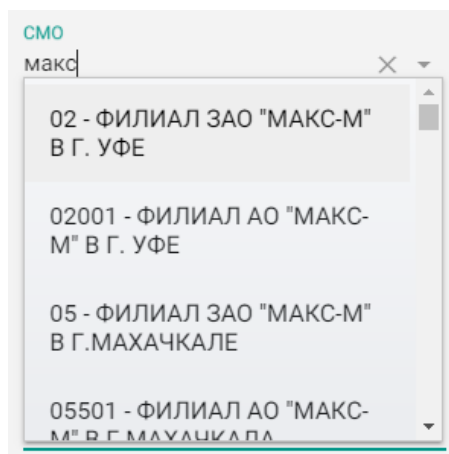 СМО
макс
02 - ФИЛИАЛ ЗАО "МАКС-М"
В Г. УФЕ
02001 - ФИЛИАЛ АО "МАКС-
М" В Г. УФЕ
05 - ФИЛИАЛ ЗАО "МАКС-М"
В Г.МАХАЧКАЛЕ
05501 - ФИЛИАЛ АО "МАКС-
М" В Г.МАХАЧКАЛА